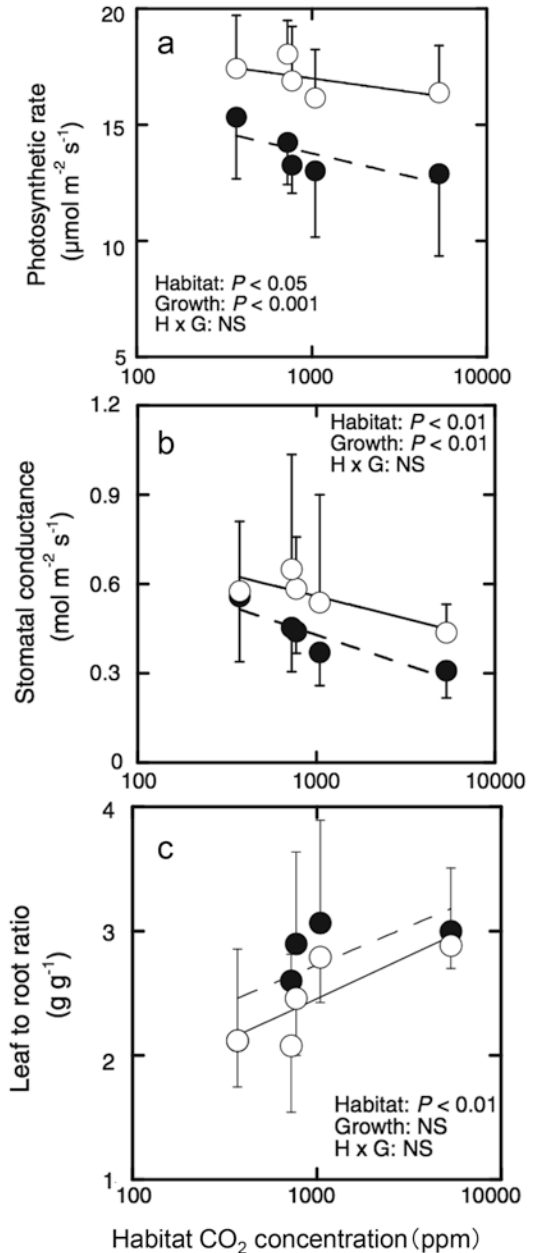 Photosynthetic rate
(µmol m-2 s-1)
20
15
10
5
a
Habitat: P < 0.05
Growth: P < 0.001
H x G: NS
100
1000
10000
Stomatal conductance
(mol m-2 s-1)
1.2
0.9
0.6
0.3
0
b
Habitat: P < 0.01
Growth: P < 0.01
H x G: NS
100
1000
10000
Leaf to root ratio
(g g-1)
4
3
2
1
c
Habitat: P < 0.01
Growth: NS
H x G: NS
100
1000
10000
Habitat CO2 concentration(ppm)